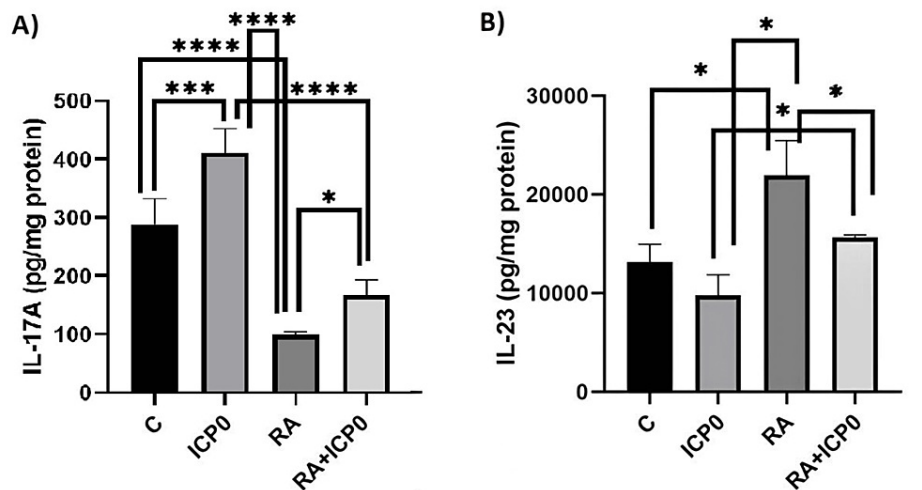 A)
****
****
***
****
*
500
400
300
200
100
0
IL-17A (pg/mg protein)
C
ICP0
RA
RA+ICP0
B)
*
*
*
*
30000
20000
10000
0
IL-23 (pg/mg protein)
C
ICP0
RA
RA+ICP0